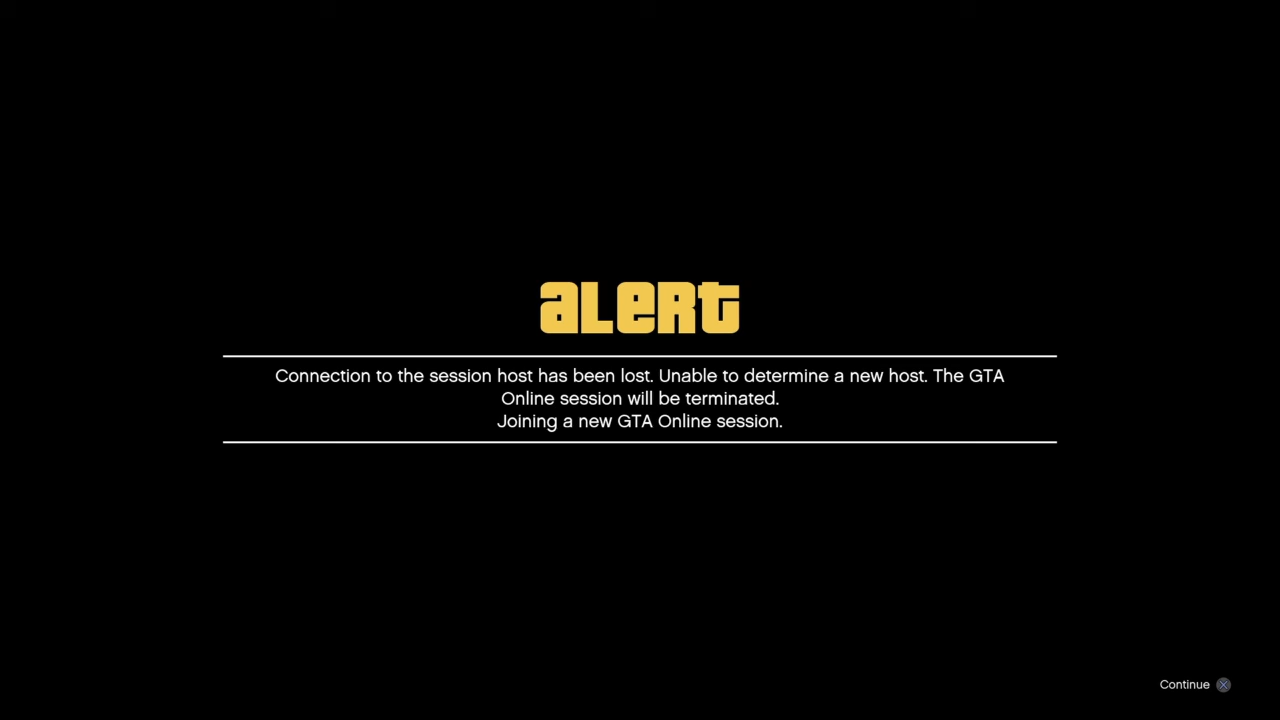 alert
Connection to the session host has been lost. Unable to determine a new host. The GTA
Online session will be terminated.
Joining a new GTA Online session.
Continue